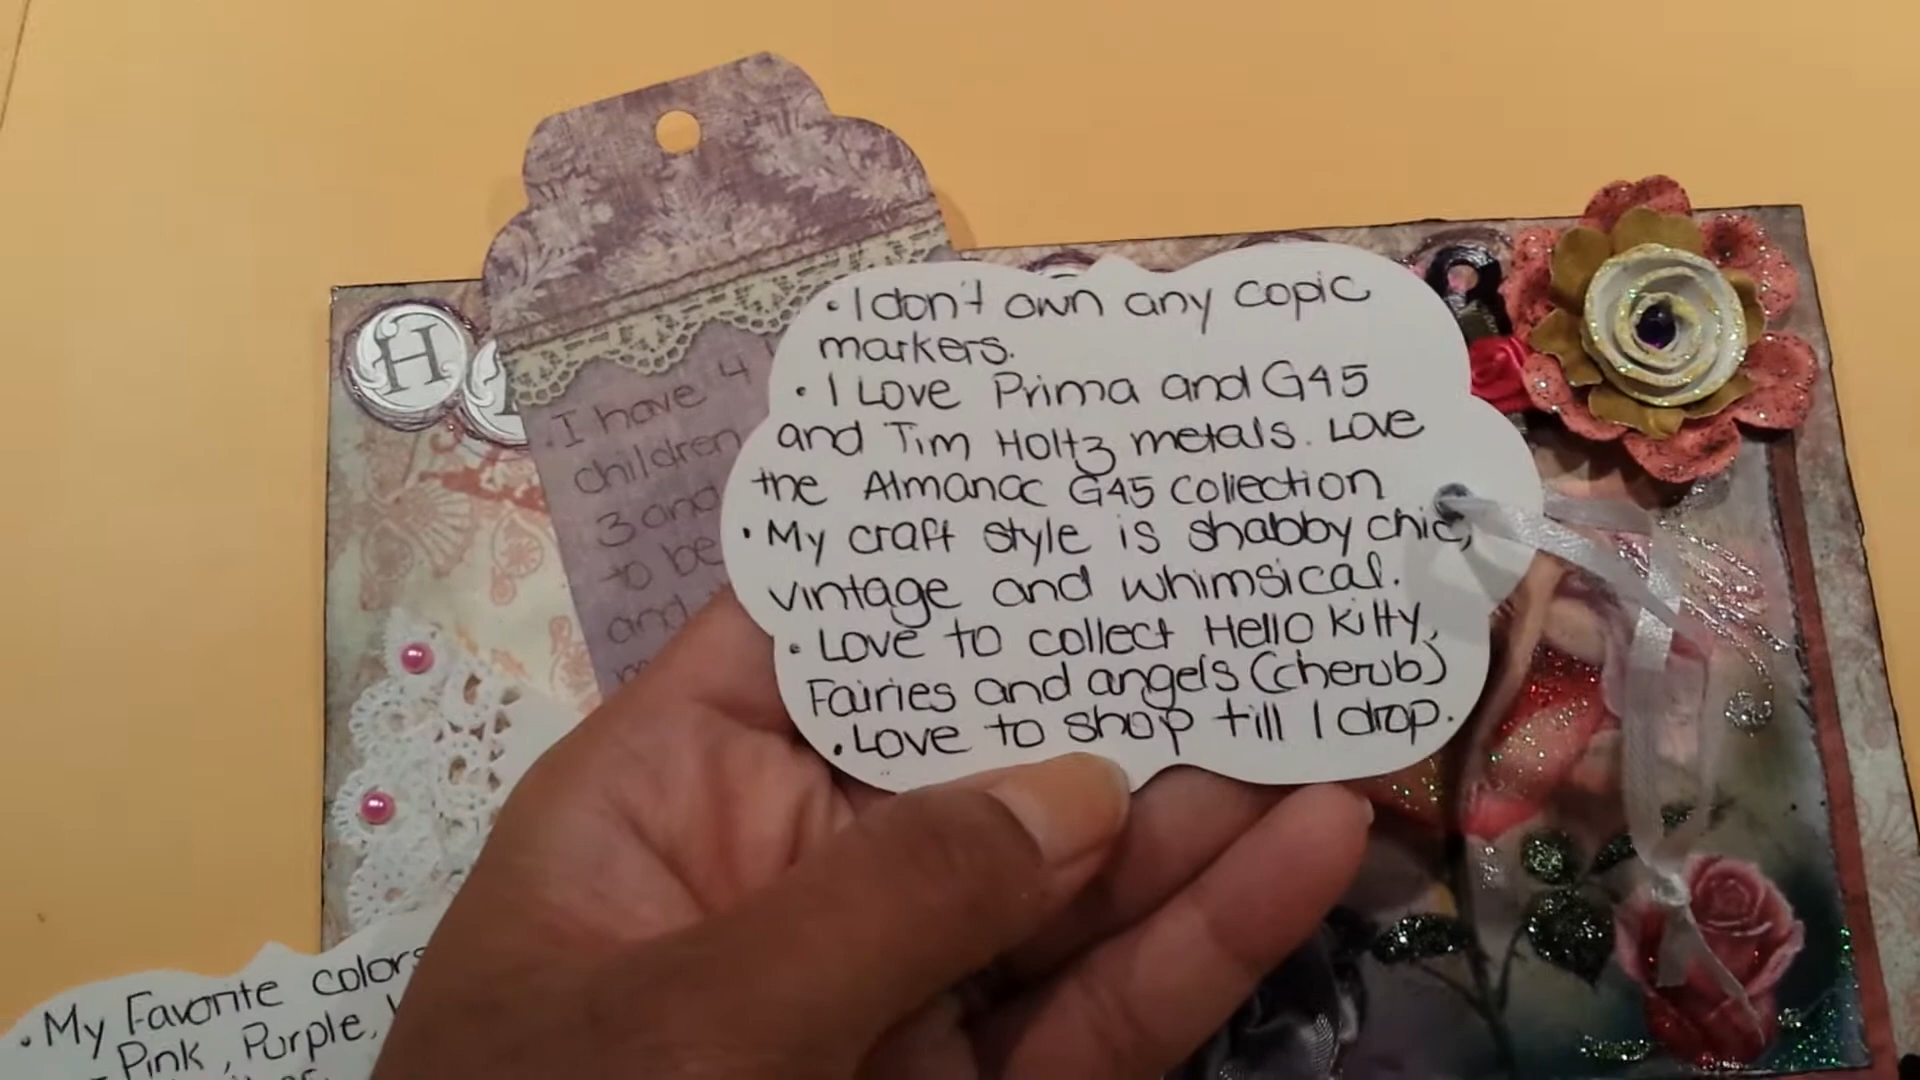 H
I have 4
children
3 and
to be
and
• I don't own any copic
markers.
• I Love Prima and G45
and Tim Holtz metals. Love
the Almanac G45 collection
• My craft style is shabby chic,
vintage and whimsical.
• Love to collect Hello Kitty,
Fairies and angels (cherub)
• Love to shop till I drop.
• My Favorite colors
Pink, Purple,